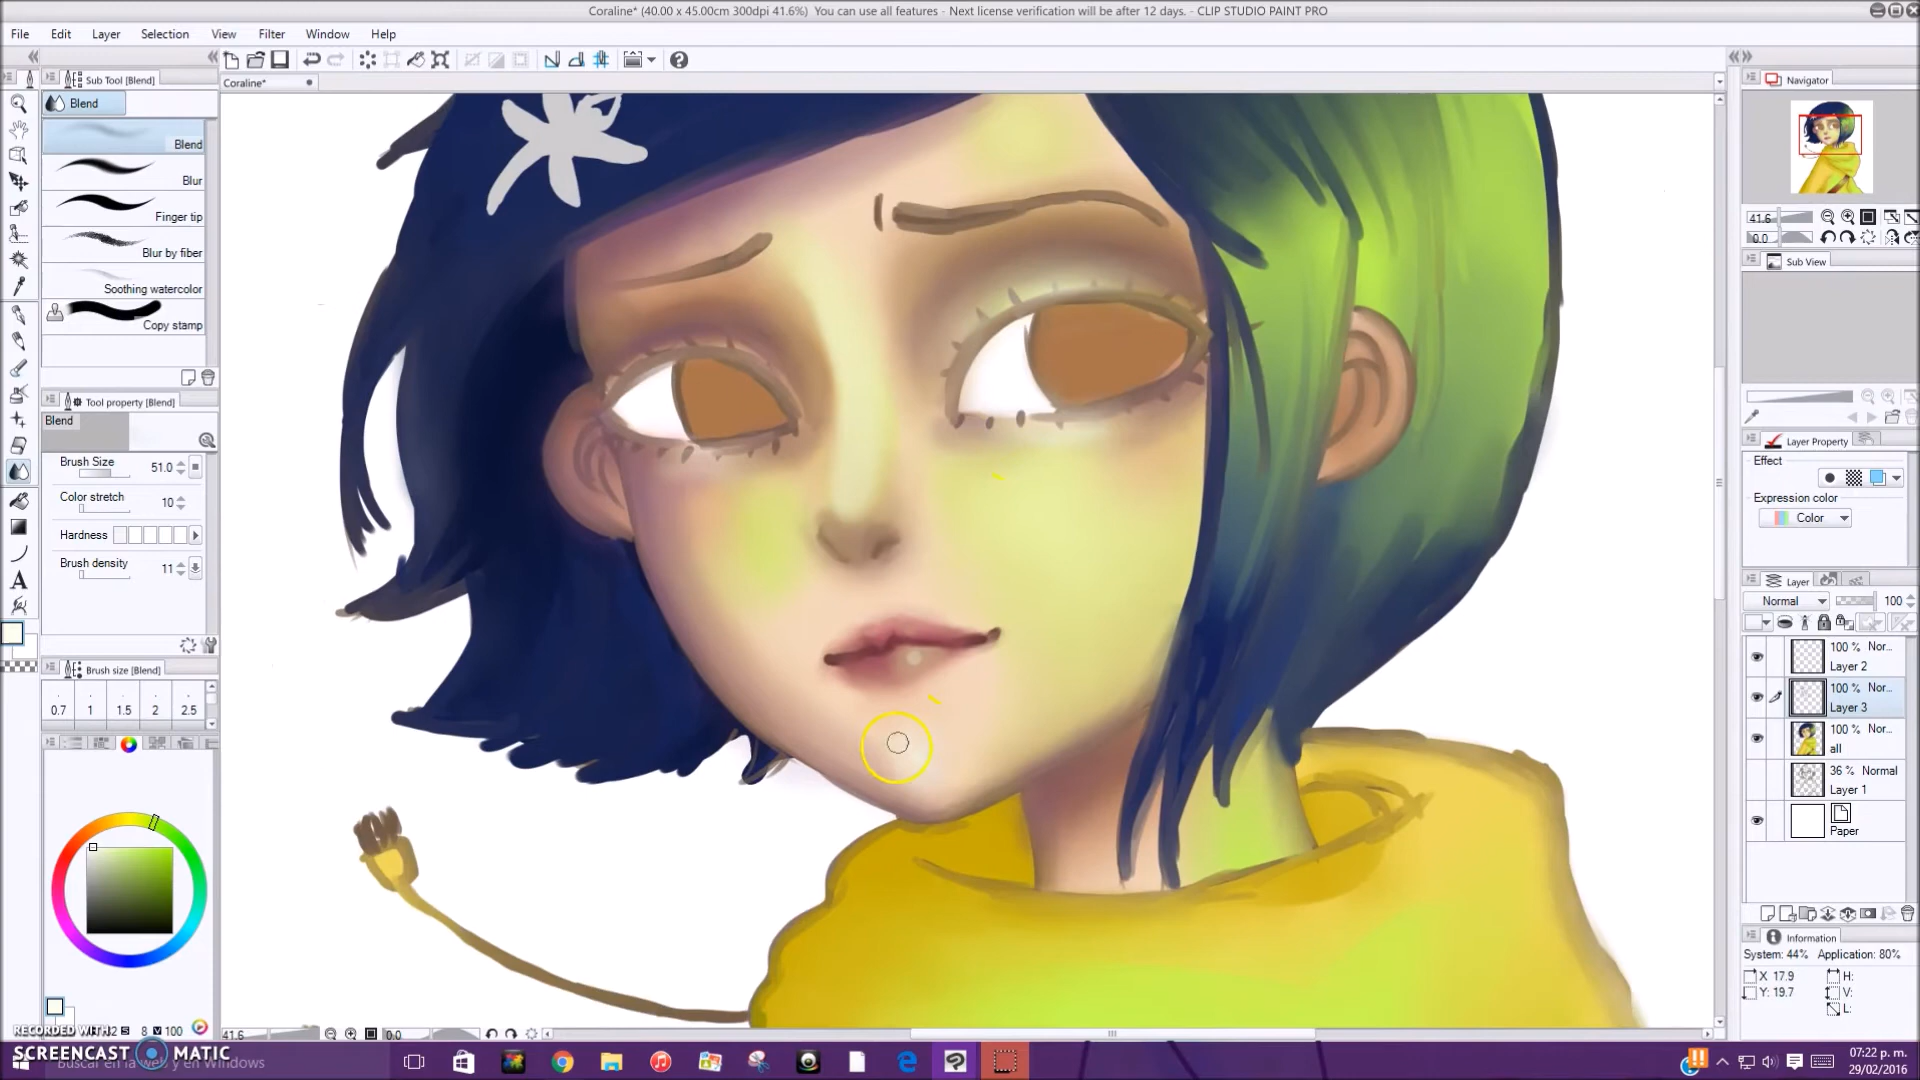 Coraline* (40.00 x 45.00cm 300dpi 41.6%)  You can use all features - Next license verification will be after 12 days. - CLIP STUDIO PAINT PRO
File Edit Layer Selection View Filter Window Help
Sub Tool [Blend]
Blend
Blend
Blur
Finger tip
Blur by fiber
Soothing watercolor
Copy stamp
Tool property [Blend]
Blend
Brush Size 51.0
Color stretch 10
Hardness
Brush density 11
Brush size [Blend]
0.7 1 1.5 2 2.5
8 V 100
Coraline*
41.6 0.0
Navigator
41.6
0.0
Sub View
Layer Property
Effect
Expression color
Color
Layer
Normal 100
100 % Nor...
Layer 2
100 % Nor...
Layer 3
100 % Nor...
all
36 % Normal
Layer 1
Paper
Information
System: 44% Application: 80%
X 17.9 H:
Y: 19.7 V:
L:
RECORDED WITH
SCREENCAST MATIC
Buscar en la web y en Windows
07:22 p. m.
29/02/2016